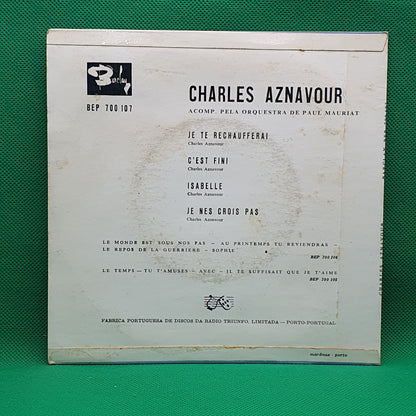 Barclay
BEP 700 107
CHARLES AZNAVOUR
ACOMP. PELA ORQUESTRA DE PAUL MAURIAT
JE TE RECHAUFFERAI
Charles Aznavour
C'EST FINI
Charles Aznavour
ISABELLE
Charles Aznavour
JE NES CROIS PAS
Charles Aznavour
LE MONDE EST SOUS NOS PAS — AU PRINTEMPS TU REVIENDRAS —
LE REPOS DE LA GUERRIERE — SOPHIE
BEP 700 106
LE TEMPS — TU T'AMUSES — AVEC — IL TE SUFFISAIT QUE JE T'AIME
BEP 700 105
FABRICA PORTUGUESA DE DISCOS DA RADIO TRIUNFO, LIMITADA — PORTO-PORTUGAL
marânus - porto